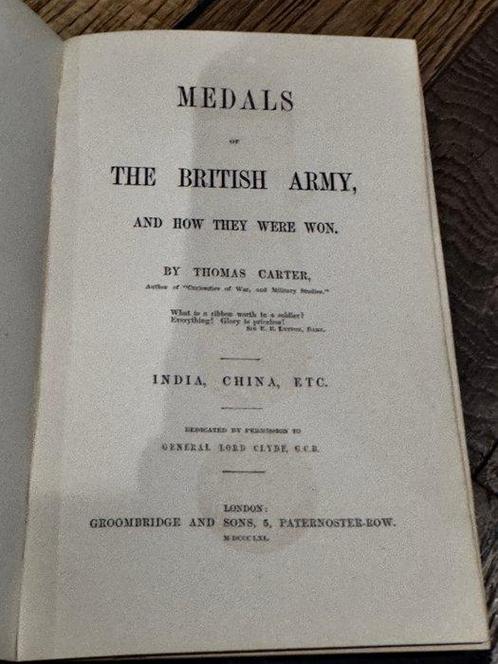 MEDALS
OF
THE BRITISH ARMY,
AND HOW THEY WERE WON.
BY THOMAS CARTER,
Author of "Curiosities of War, and Military Studies."
What is a ribbon worth to a soldier?
Everything! Glory is priceless!
SIR E. B. LYTTON, BART.
INDIA, CHINA, ETC.
DEDICATED BY PERMISSION TO
GENERAL LORD CLYDE, G.C.B.
LONDON:
GROOMBRIDGE AND SONS, 5, PATERNOSTER-ROW.
M·DCCC·LXI.